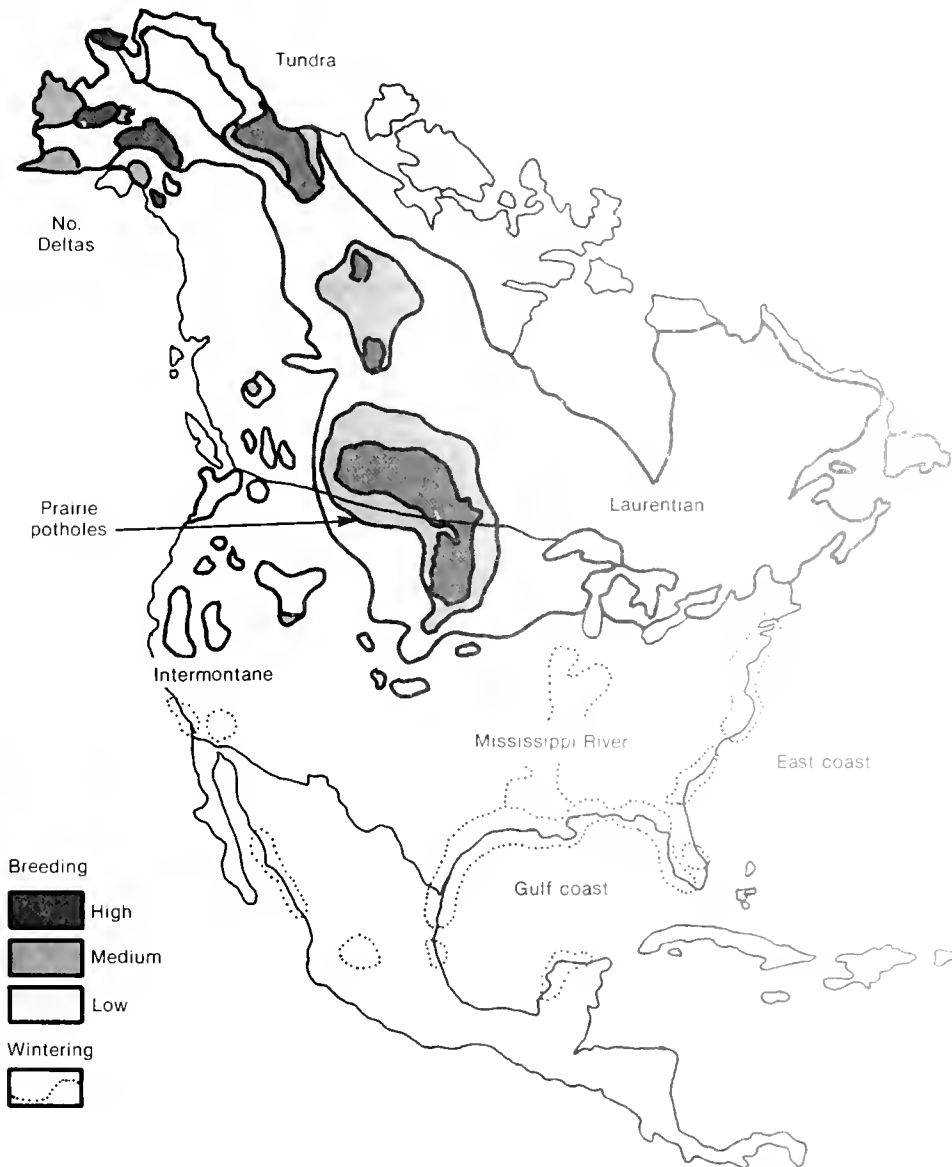 Tundra
No.
Deltas
Prairie
potholes
Laurentian
Intermontane
Mississippi River
East coast
Gulf coast
Breeding
High
Medium
Low
Wintering